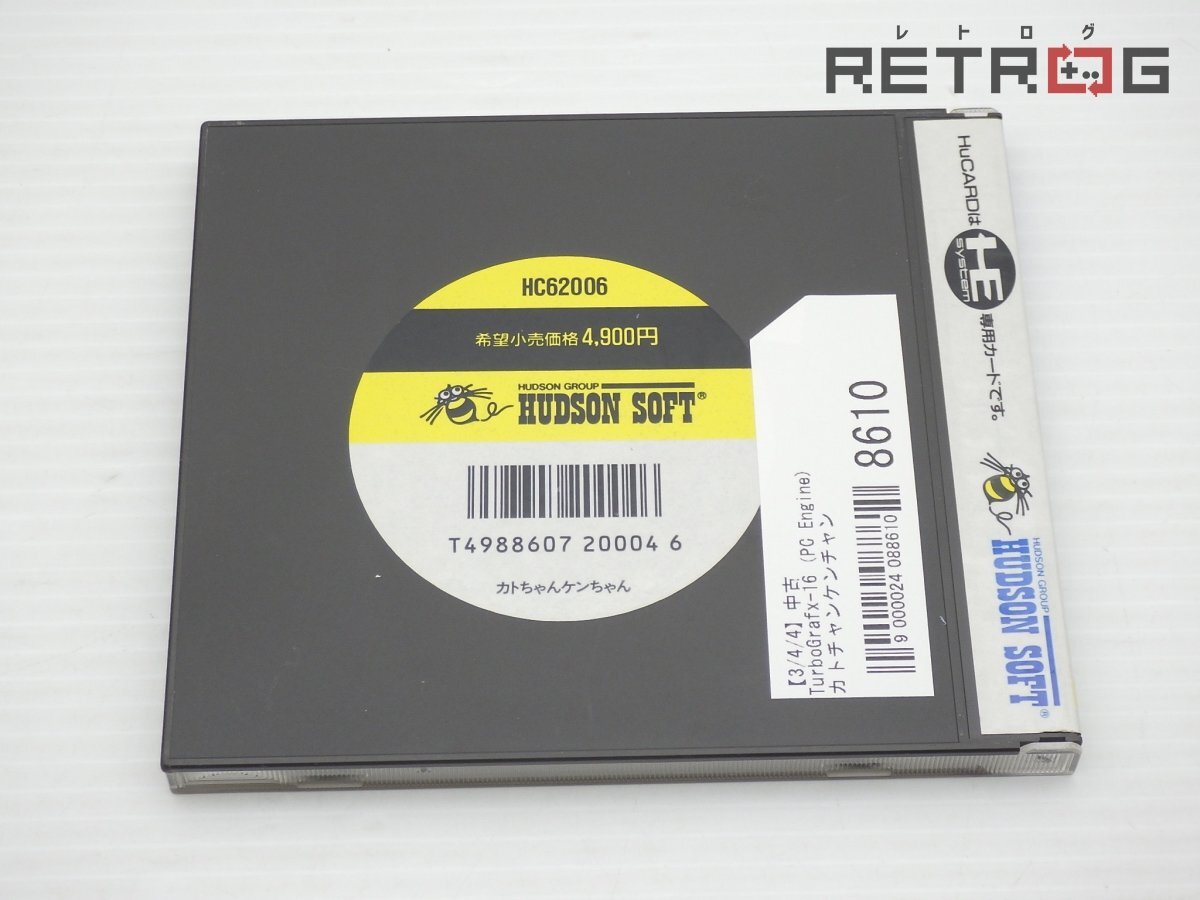 レトログ
RETROG
HC62006
希望小売価格4,900円
HUDSON GROUP
HUDSON SOFT®
T4988607 20004 6
カトちゃんケンちゃん
【3/4/4】中古
TurboGrafx-16 (PC Engine)
カトチャンケンチャン
9 000024 088610
8610
HuCARDは HE system 専用カードです。
HUDSON GROUP
HUDSON SOFT®